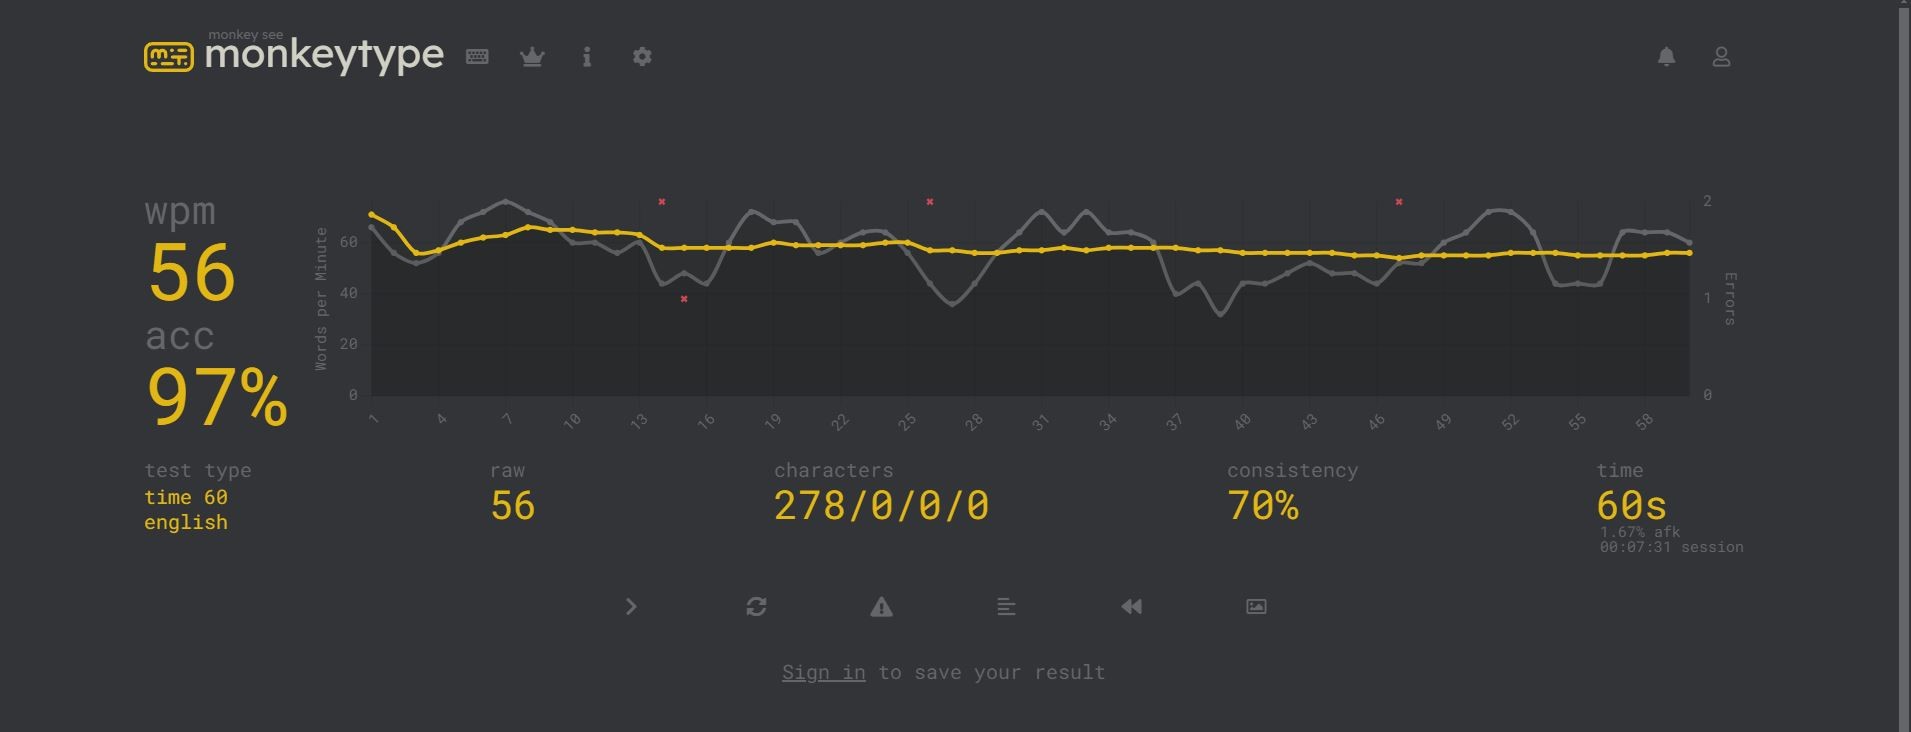 monkey see
monkeytype
wpm
56
acc
97%
Words per Minute
60
40
20
0
2
1
0
Errors
1 4 7 10 13 16 19 22 25 28 31 34 37 40 43 46 49 52 55 58
test type
time 60
english
raw
56
characters
278/0/0/0
consistency
70%
time
60s
1.67% afk
00:07:31 session
Sign in to save your result